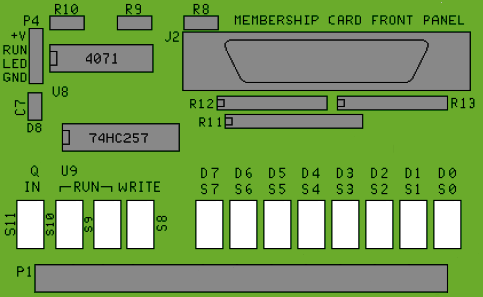 R10 R9 R8
P4 MEMBERSHIP CARD FRONT PANEL
+V J2
RUN
LED 4071
GND
U8
C7 R12 R13
R11
D8
74HC257
Q U9 D7 D6 D5 D4 D3 D2 D1 D0
IN RUN WRITE S7 S6 S5 S4 S3 S2 S1 S0
S11 S10 S9 S8
P1